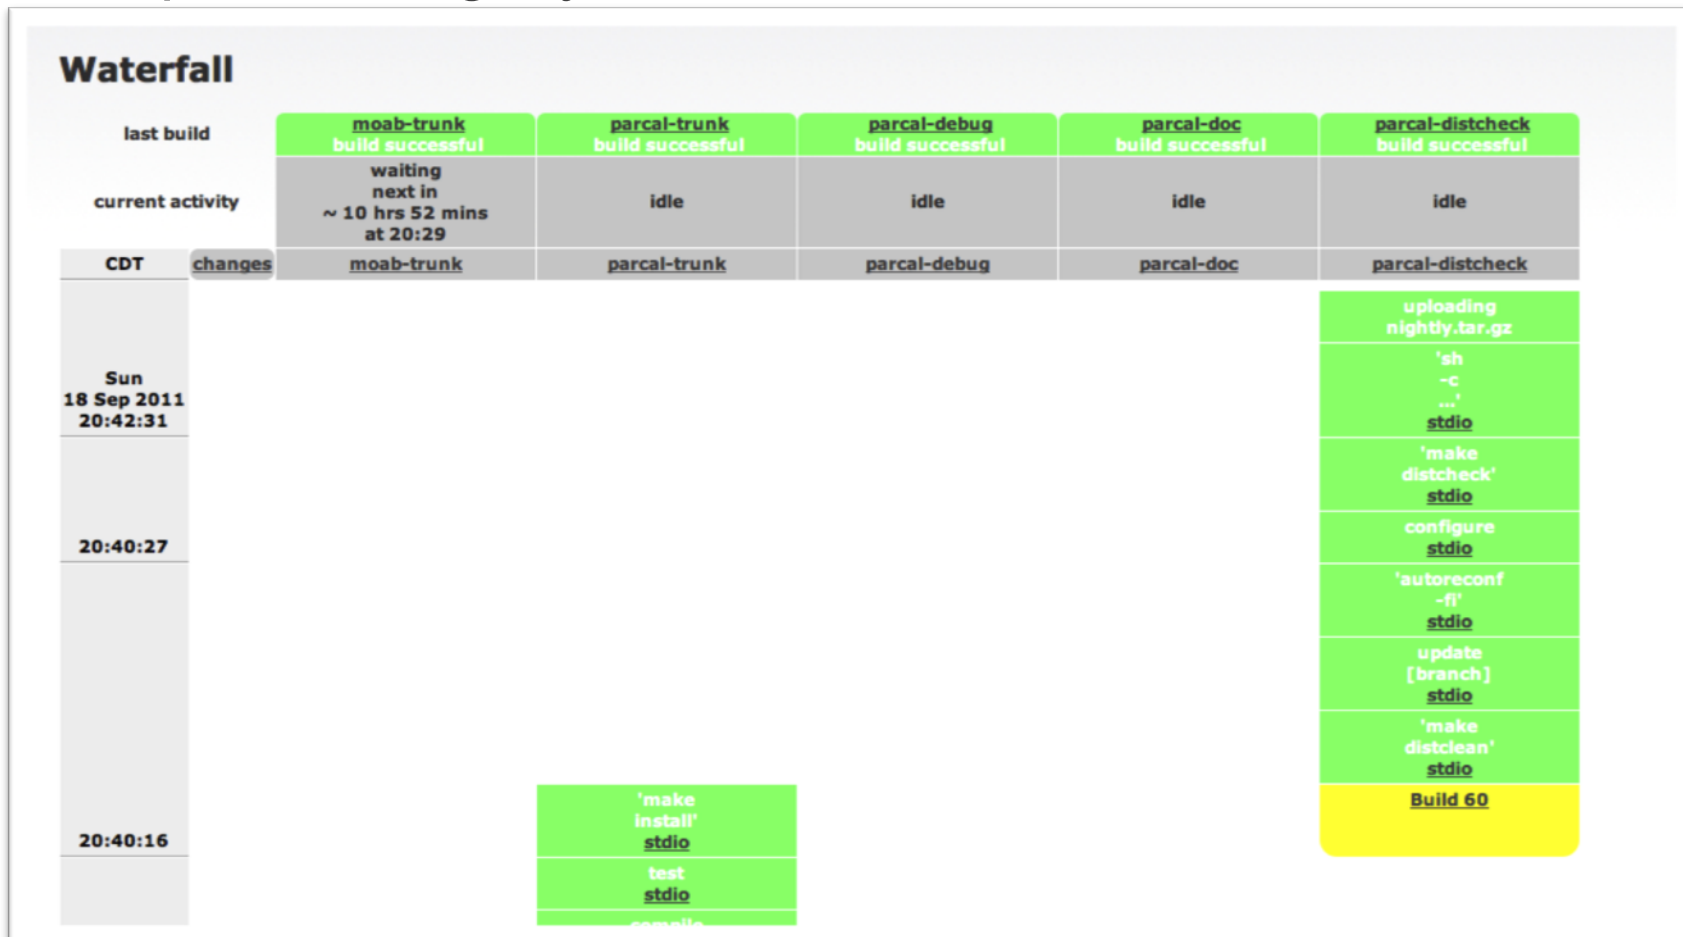 Waterfall
last build
moab-trunk
build successful
parcal-trunk
build successful
parcal-debug
build successful
parcal-doc
build successful
parcal-distcheck
build successful
current activity
waiting
next in
~ 10 hrs 52 mins
at 20:29
idle
idle
idle
idle
CDT
changes
moab-trunk
parcal-trunk
parcal-debug
parcal-doc
parcal-distcheck
uploading
nightly.tar.gz
Sun
18 Sep 2011
20:42:31
'sh
-c
...'
stdio
'make
distcheck'
stdio
20:40:27
configure
stdio
'autoreconf
-fi'
stdio
update
[branch]
stdio
'make
distclean'
stdio
20:40:16
'make
install'
stdio
Build 60
test
stdio
compile